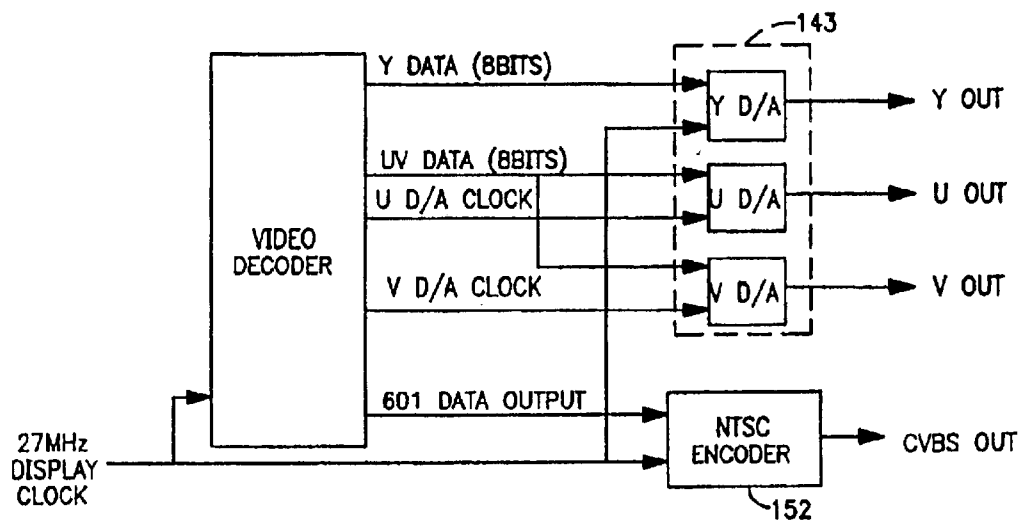 143
Y DATA (8BITS)
Y D/A
Y OUT
UV DATA (8BITS)
U D/A CLOCK
U D/A
U OUT
VIDEO
DECODER
V D/A CLOCK
V D/A
V OUT
601 DATA OUTPUT
NTSC
ENCODER
CVBS OUT
27MHz
DISPLAY
CLOCK
152